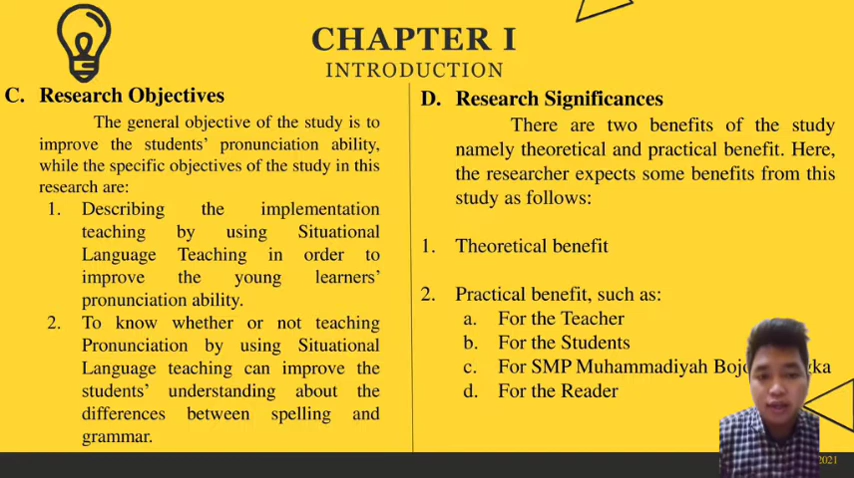 CHAPTER I
INTRODUCTION
C. Research Objectives
The general objective of the study is to
improve the students’ pronunciation ability,
while the specific objectives of the study in this
research are:
1. Describing the implementation
teaching by using Situational
Language Teaching in order to
improve the young learners’
pronunciation ability.
2. To know whether or not teaching
Pronunciation by using Situational
Language teaching can improve the
students’ understanding about the
differences between spelling and
grammar.
D. Research Significances
There are two benefits of the study
namely theoretical and practical benefit. Here,
the researcher expects some benefits from this
study as follows:
1. Theoretical benefit
2. Practical benefit, such as:
a. For the Teacher
b. For the Students
c. For SMP Muhammadiyah
d. For the Reader
2021